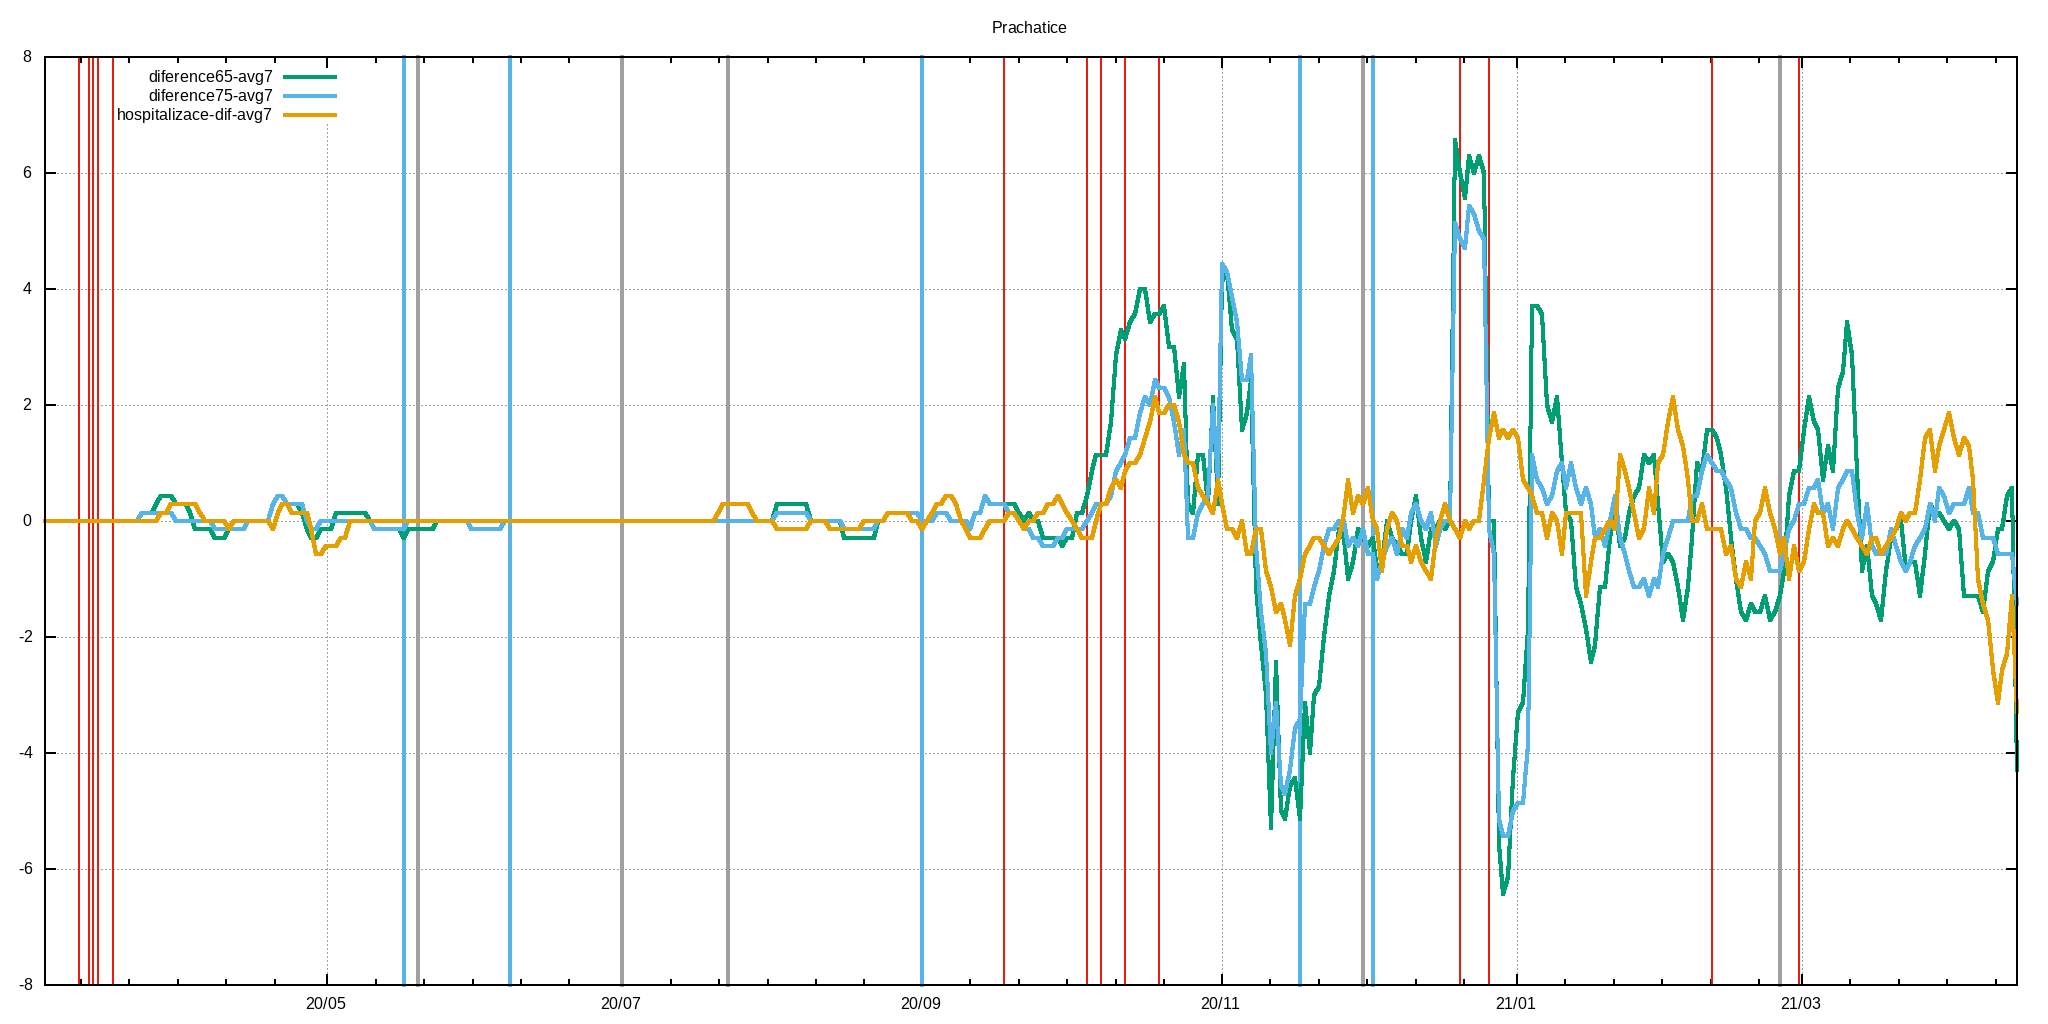 Prachatice
8
diference65-avg7
diference75-avg7
hospitalizace-dif-avg7
6
4
2
0
-2
-4
-6
-8
20/05 20/07 20/09 20/11 21/01 21/03